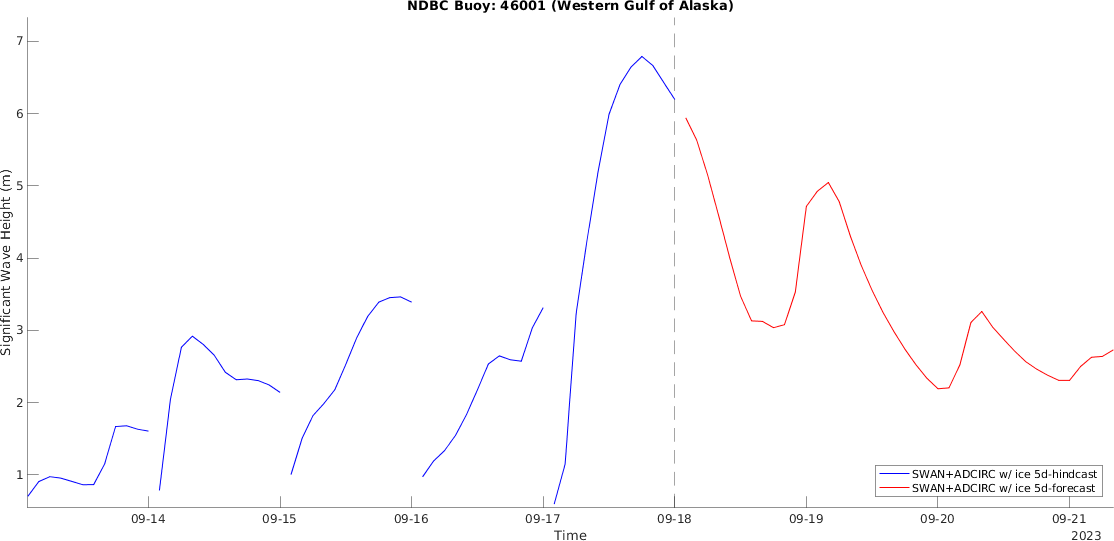 NDBC Buoy: 46001 (Western Gulf of Alaska)
Significant Wave Height (m)
7
6
5
4
3
2
1
SWAN+ADCIRC w/ ice 5d-hindcast
SWAN+ADCIRC w/ ice 5d-forecast
09-14 09-15 09-16 09-17 09-18 09-19 09-20 09-21
Time
2023